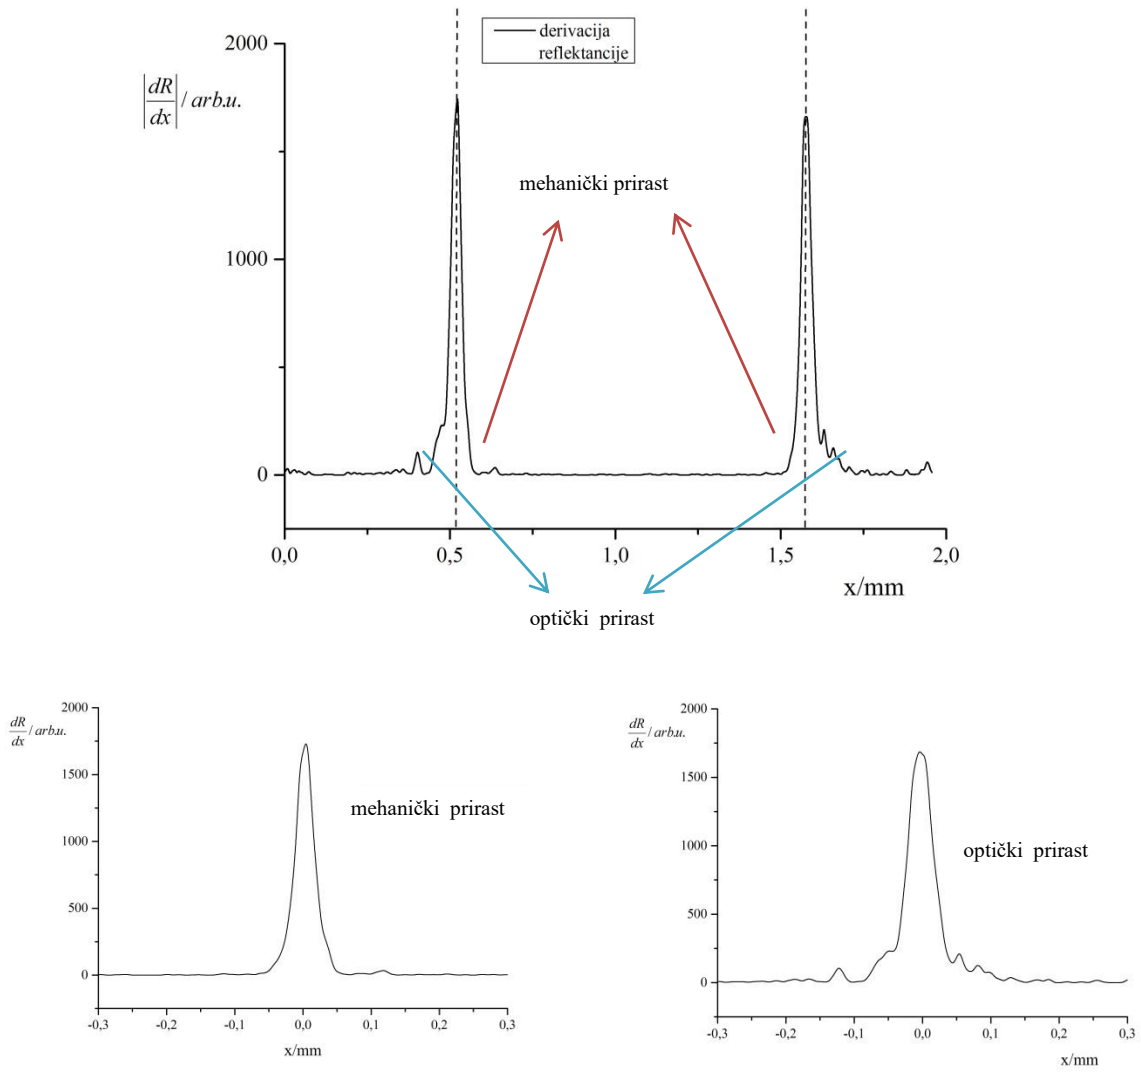 derivacija
reflektancije
2000
|dR/dx| / arb.u.
mehanički prirast
1000
0
0,0 0,5 1,0 1,5 2,0
x/mm
optički prirast
dR/dx / arb.u.
2000
1500
mehanički prirast
1000
500
0
-0,3 -0,2 -0,1 0,0 0,1 0,2 0,3
x/mm
dR/dx / arb.u.
2000
1500
optički prirast
1000
500
0
-0,3 -0,2 -0,1 0,0 0,1 0,2 0,3
x/mm